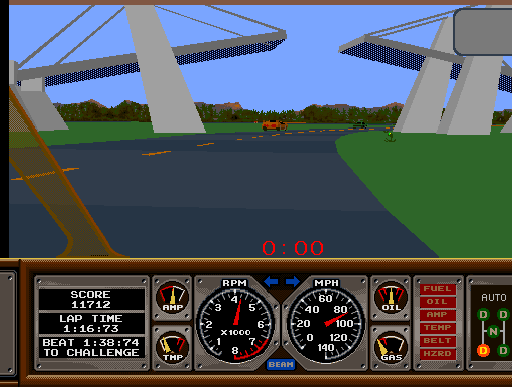 0:00
SCORE
11712
LAP TIME
1:16:73
BEAT 1:38:74
TO CHALLENGE
AMP
TMP
RPM
1 2 3 4 5 6 7 8
X1000
BEAM
MPH
0 20 40 60 80 100 120 140
OIL
GAS
FUEL
OIL
AMP
TEMP
BELT
HZRD
AUTO
D D
N
D D